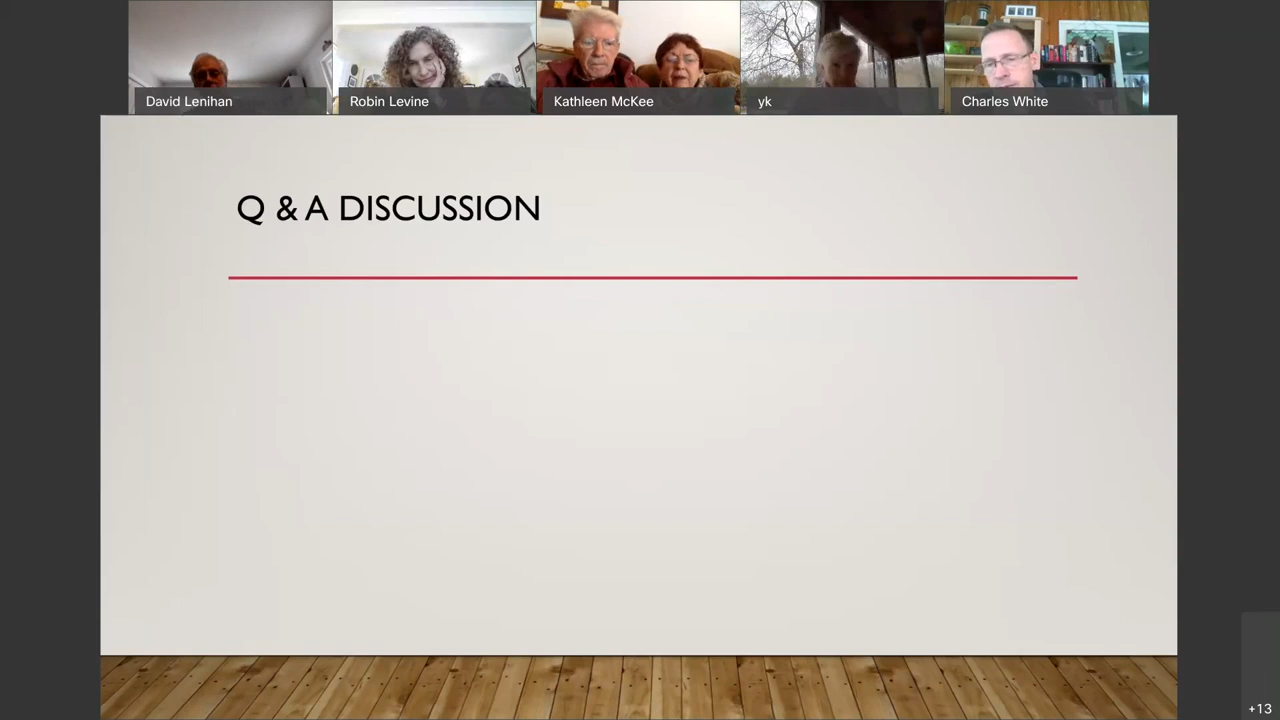 David Lenihan
Robin Levine
Kathleen McKee
yk
Charles White
Q & A DISCUSSION
+13